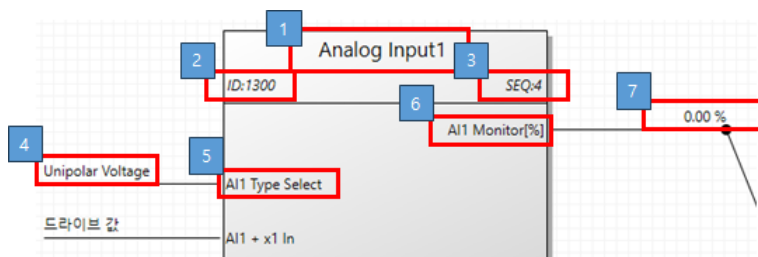 1
Analog Input1
2
3
ID:1300
SEQ:4
6
7
AI1 Monitor[%]
0.00 %
4
5
Unipolar Voltage
AI1 Type Select
드라이브 값
AI1 + x1 In